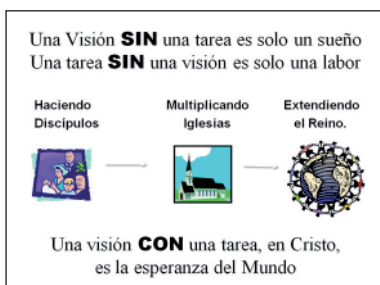 Una Visión SIN una tarea es solo un sueño
Una tarea SIN una visión es solo una labor
Haciendo
Discípulos
Multiplicando
Iglesias
Extendiendo
el Reino.
Una visión CON una tarea, en Cristo,
es la esperanza del Mundo